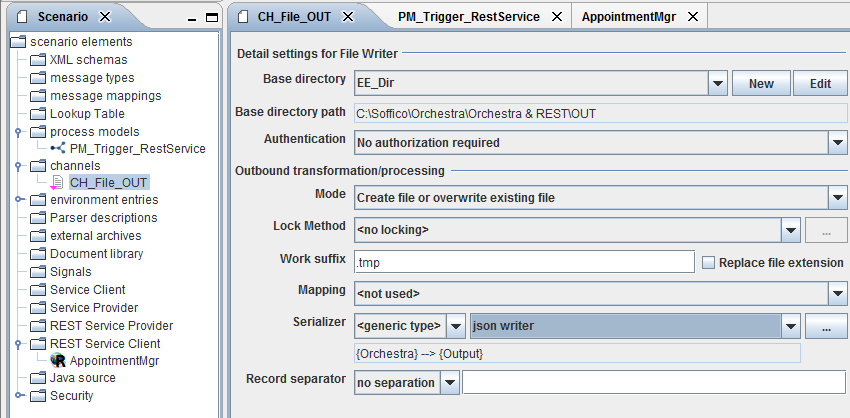 Scenario
scenario elements
XML schemas
message types
message mappings
Lookup Table
process models
PM_Trigger_RestService
channels
CH_File_OUT
environment entries
Parser descriptions
external archives
Document library
Signals
Service Client
Service Provider
REST Service Provider
REST Service Client
AppointmentMgr
Java source
Security
CH_File_OUT PM_Trigger_RestService AppointmentMgr
Detail settings for File Writer
Base directory EE_Dir New Edit
Base directory path C:\Soffico\Orchestra\Orchestra & REST\OUT
Authentication No authorization required
Outbound transformation/processing
Mode Create file or overwrite existing file
Lock Method <no locking> ...
Work suffix .tmp Replace file extension
Mapping <not used>
Serializer <generic type> json writer ...
{Orchestra} --> {Output}
Record separator no separation